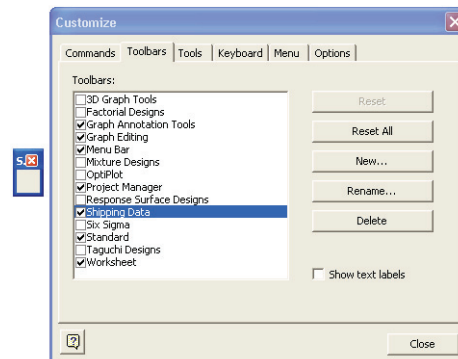 Customize
Commands Toolbars Tools Keyboard Menu Options
Toolbars:
3D Graph Tools
Factorial Designs
Graph Annotation Tools
Graph Editing
Menu Bar
Mixture Designs
OptiPlot
Project Manager
Response Surface Designs
Shipping Data
Six Sigma
Standard
Taguchi Designs
Worksheet
Reset
Reset All
New...
Rename...
Delete
Show text labels
S.
Close